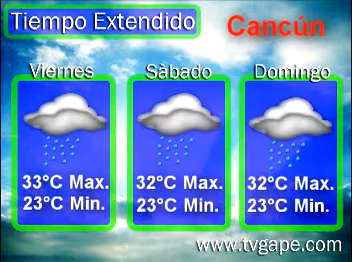 Tiempo Extendido
Cancún
Viernes
Sàbado
Domingo
33°C Max.
23°C Min.
32°C Max.
23°C Min.
32°C Max.
23°C Min.
www.tvgape.com